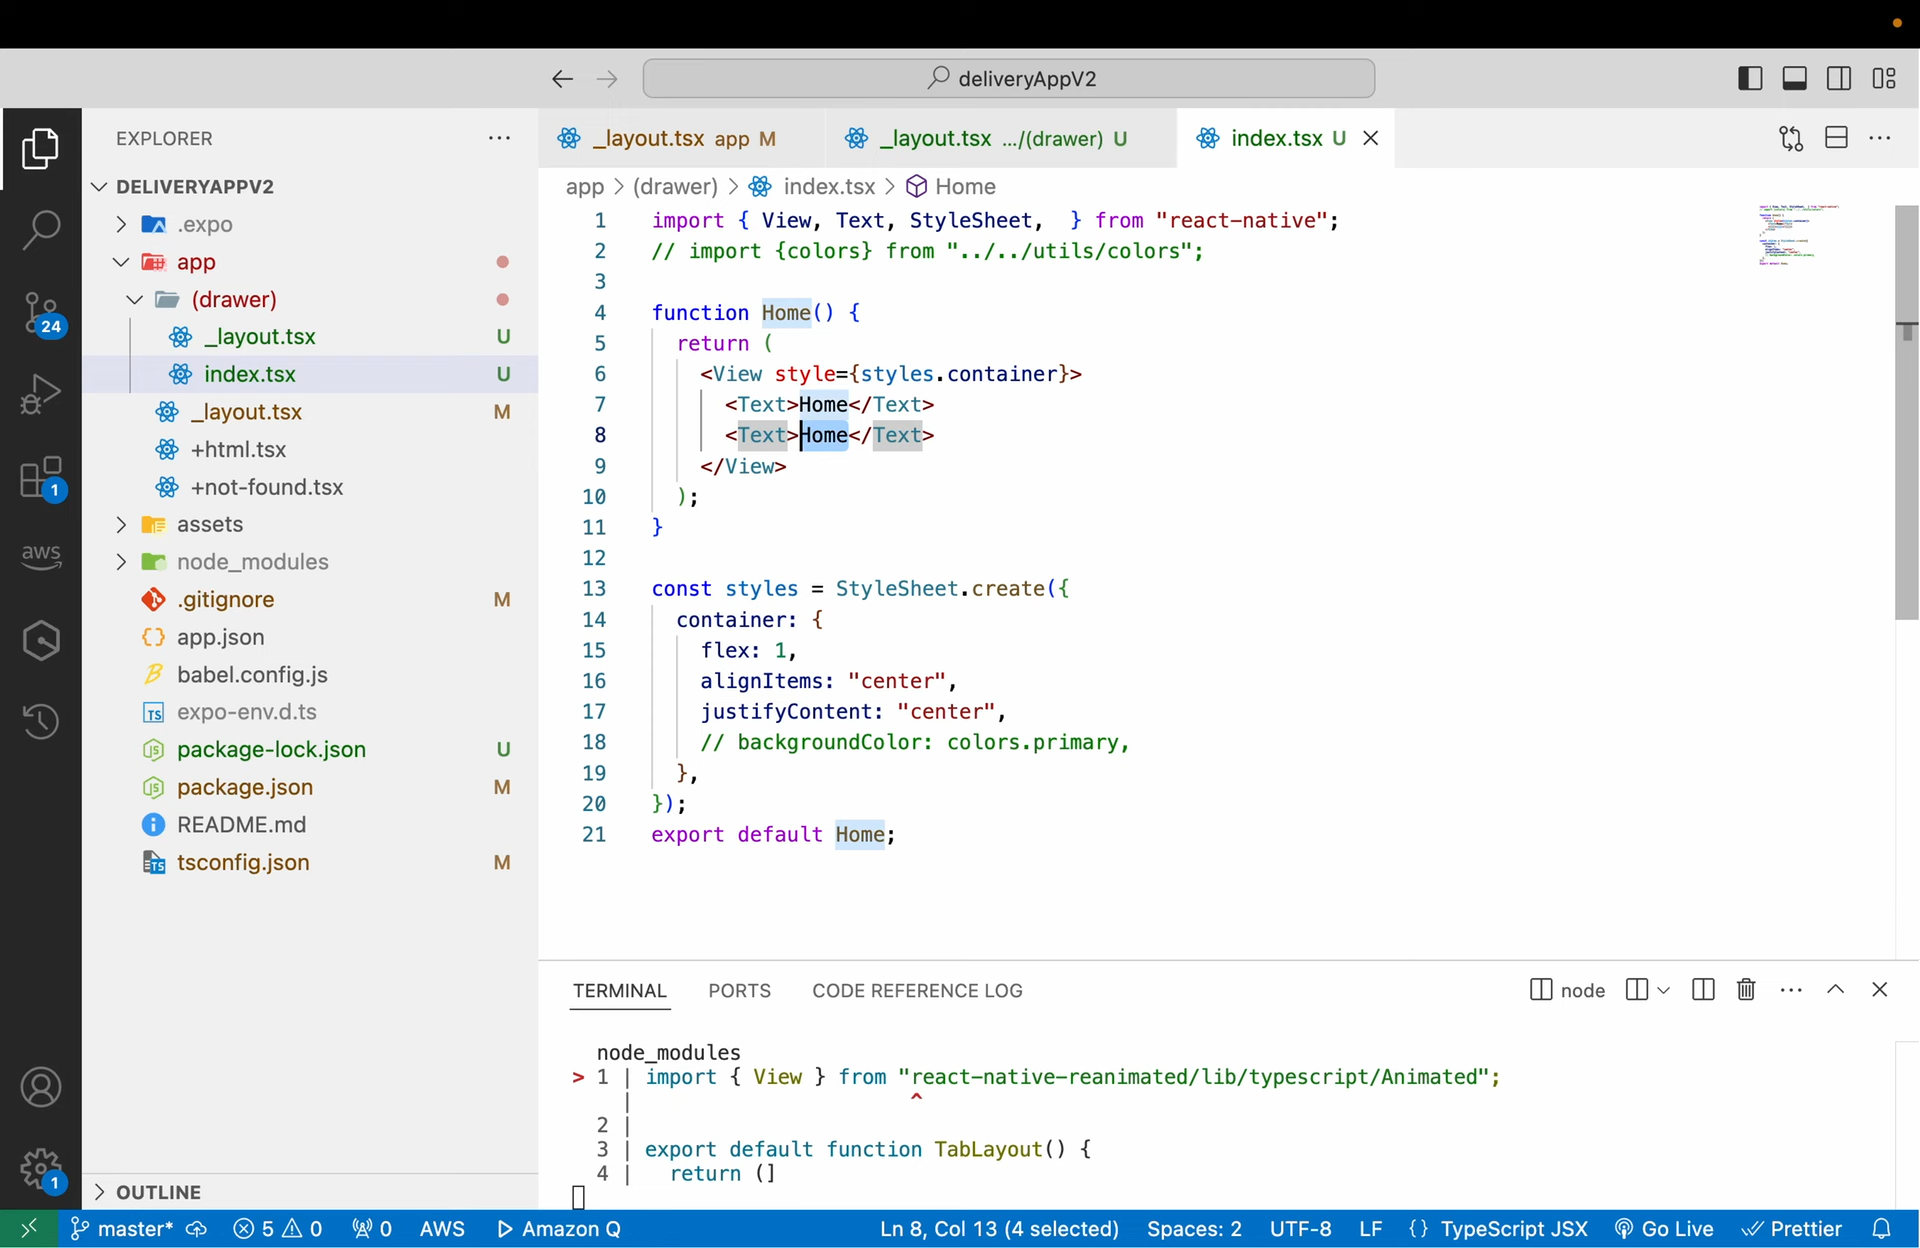 deliveryAppV2
EXPLORER
_layout.tsx app M
_layout.tsx .../(drawer) U
index.tsx U
DELIVERYAPPV2
.expo
app
(drawer)
_layout.tsx U
index.tsx U
_layout.tsx M
+html.tsx
+not-found.tsx
assets
node_modules
.gitignore M
app.json
babel.config.js
TS expo-env.d.ts
package-lock.json U
package.json M
README.md
TS tsconfig.json M
OUTLINE
24
1
aws
1
app > (drawer) > index.tsx > Home
1 import { View, Text, StyleSheet,  } from "react-native";
2 // import {colors} from "../../utils/colors";
3
4 function Home() {
5 return (
6 <View style={styles.container}>
7 <Text>Home</Text>
8 <Text>Home</Text>
9 </View>
10 );
11 }
12
13 const styles = StyleSheet.create({
14 container: {
15 flex: 1,
16 alignItems: "center",
17 justifyContent: "center",
18 // backgroundColor: colors.primary,
19 },
20 });
21 export default Home;
TERMINAL PORTS CODE REFERENCE LOG
node
node_modules
> 1 | import { View } from "react-native-reanimated/lib/typescript/Animated";
| ^
2 |
3 | export default function TabLayout() {
4 | return (]
master* 5 0 0 AWS Amazon Q Ln 8, Col 13 (4 selected) Spaces: 2 UTF-8 LF {} TypeScript JSX Go Live Prettier